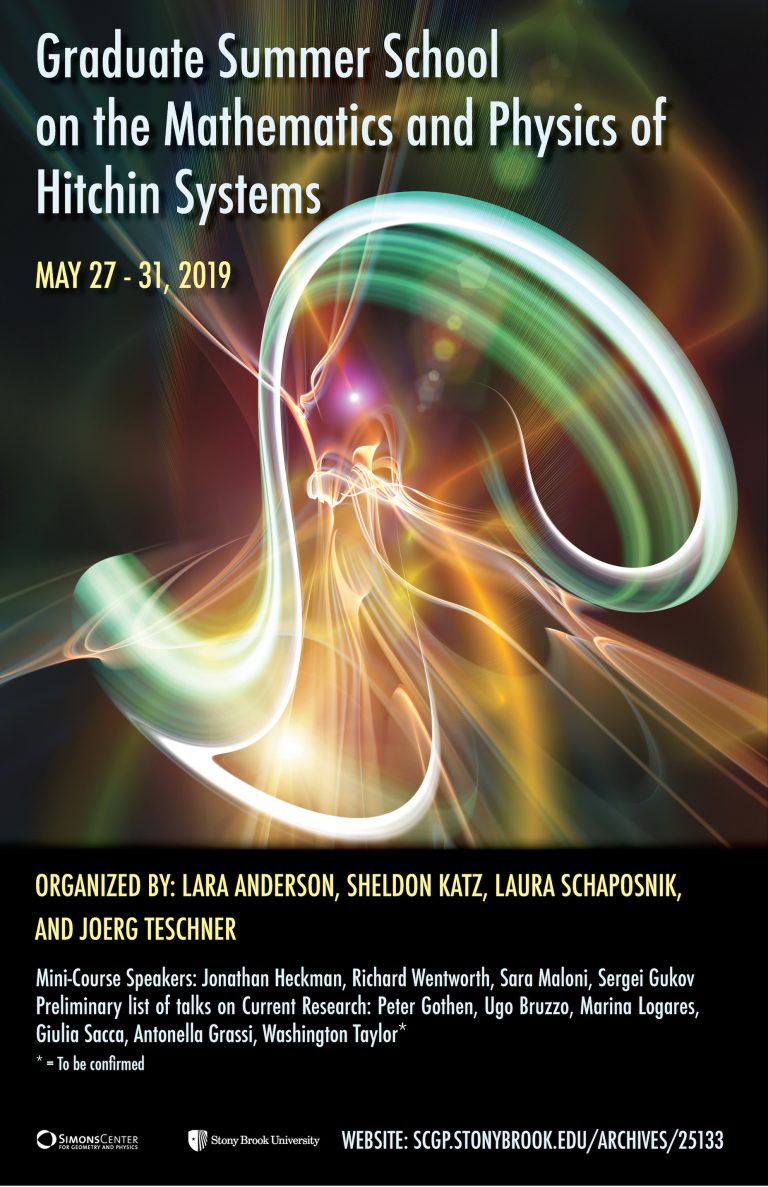 Graduate Summer School
on the Mathematics and Physics of
Hitchin Systems
MAY 27 - 31, 2019
ORGANIZED BY: LARA ANDERSON, SHELDON KATZ, LAURA SCHAPOSNIK,
AND JOERG TESCHNER
Mini-Course Speakers: Jonathan Heckman, Richard Wentworth, Sara Maloni, Sergei Gukov
Preliminary list of talks on Current Research: Peter Gothen, Ugo Bruzzo, Marina Logares,
Giulia Sacca, Antonella Grassi, Washington Taylor*
* = To be confirmed
SIMONSCENTER
FOR GEOMETRY AND PHYSICS
Stony Brook University
WEBSITE: SCGP.STONYBROOK.EDU/ARCHIVES/25133